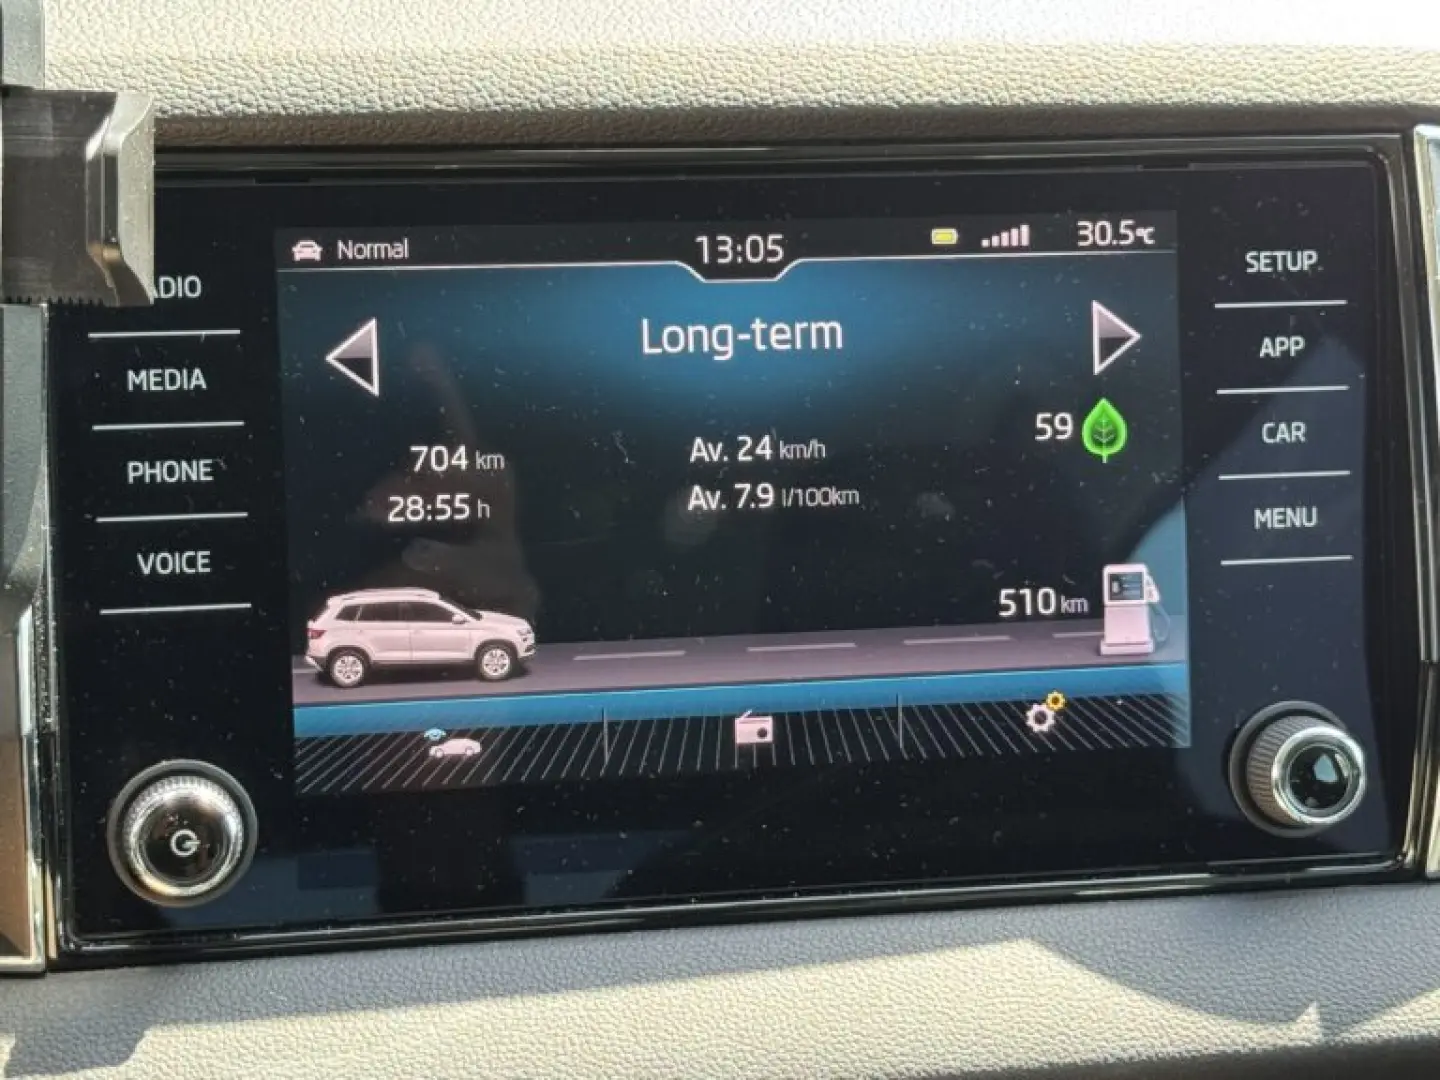 Normal
13:05
30.5°C
SETUP
APP
CAR
MENU
MEDIA
PHONE
VOICE
Long-term
704 km
28:55 h
Av. 24 km/h
Av. 7.9 l/100km
59
510 km